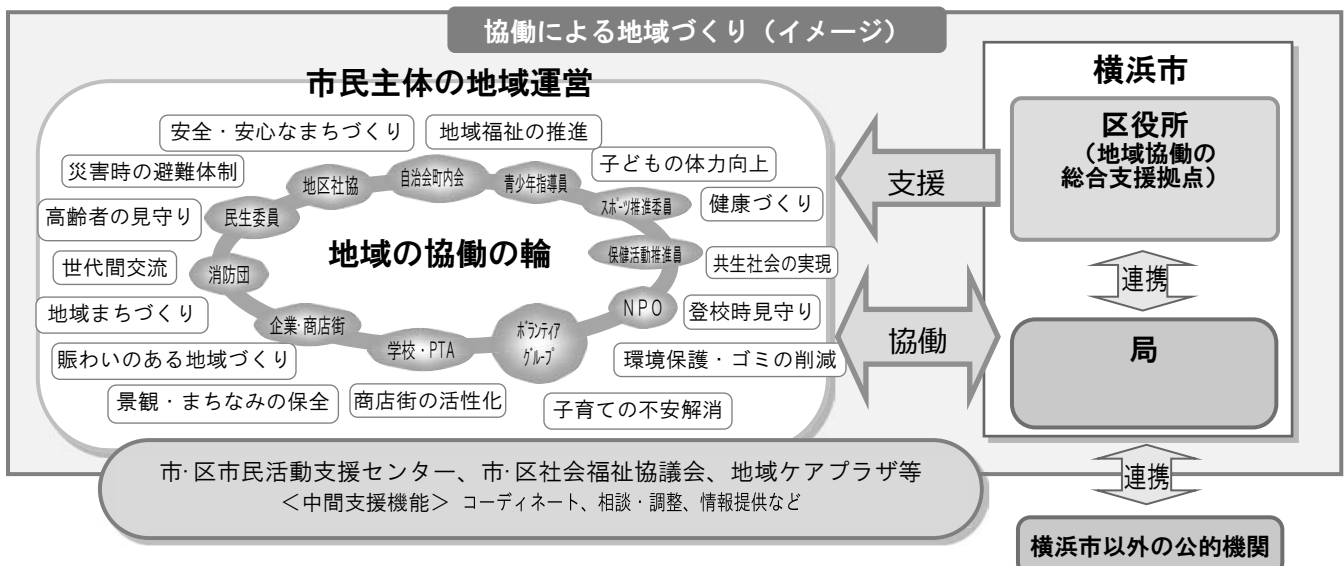 協働による地域づくり（イメージ）
市民主体の地域運営
安全・安心なまちづくり
地域福祉の推進
災害時の避難体制
子どもの体力向上
高齢者の見守り
健康づくり
世代間交流
共生社会の実現
地域まちづくり
登校時見守り
賑わいのある地域づくり
環境保護・ゴミの削減
景観・まちなみの保全
商店街の活性化
子育ての不安解消
地域の協働の輪
地区社協
自治会町内会
青少年指導員
スポーツ推進委員
保健活動推進員
NPO
ボランティア
グループ
学校・PTA
企業・商店街
消防団
民生委員
支援
協働
横浜市
区役所
（地域協働の
総合支援拠点）
連携
局
連携
横浜市以外の公的機関
市・区市民活動支援センター、市・区社会福祉協議会、地域ケアプラザ等
＜中間支援機能＞ コーディネート、相談・調整、情報提供など